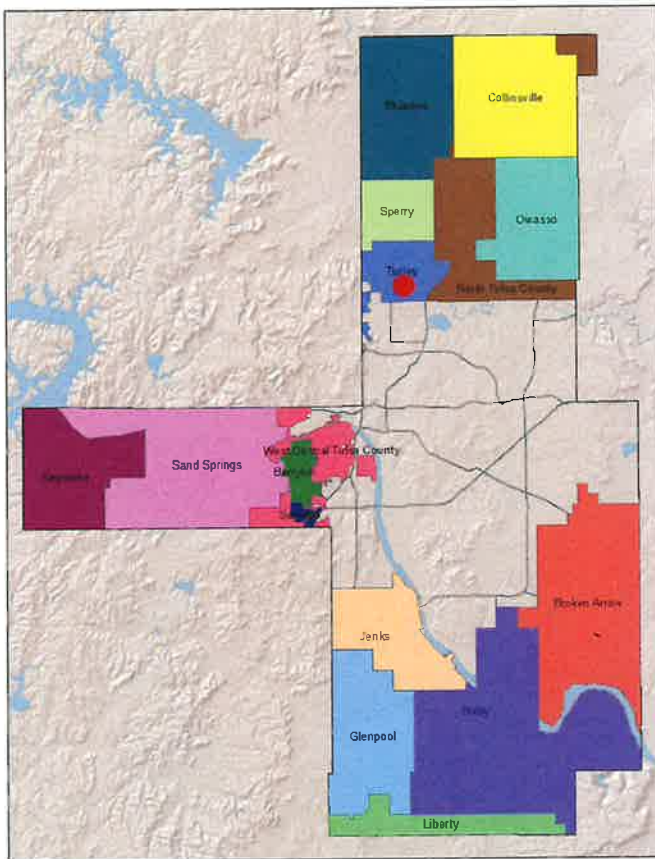 Skiatook
Collinsville
Sperry
Owasso
Turley
North Tulsa County
West Central Tulsa County
Sand Springs
Keystone
Berryhill
Broken Arrow
Jenks
Bixby
Glenpool
Liberty